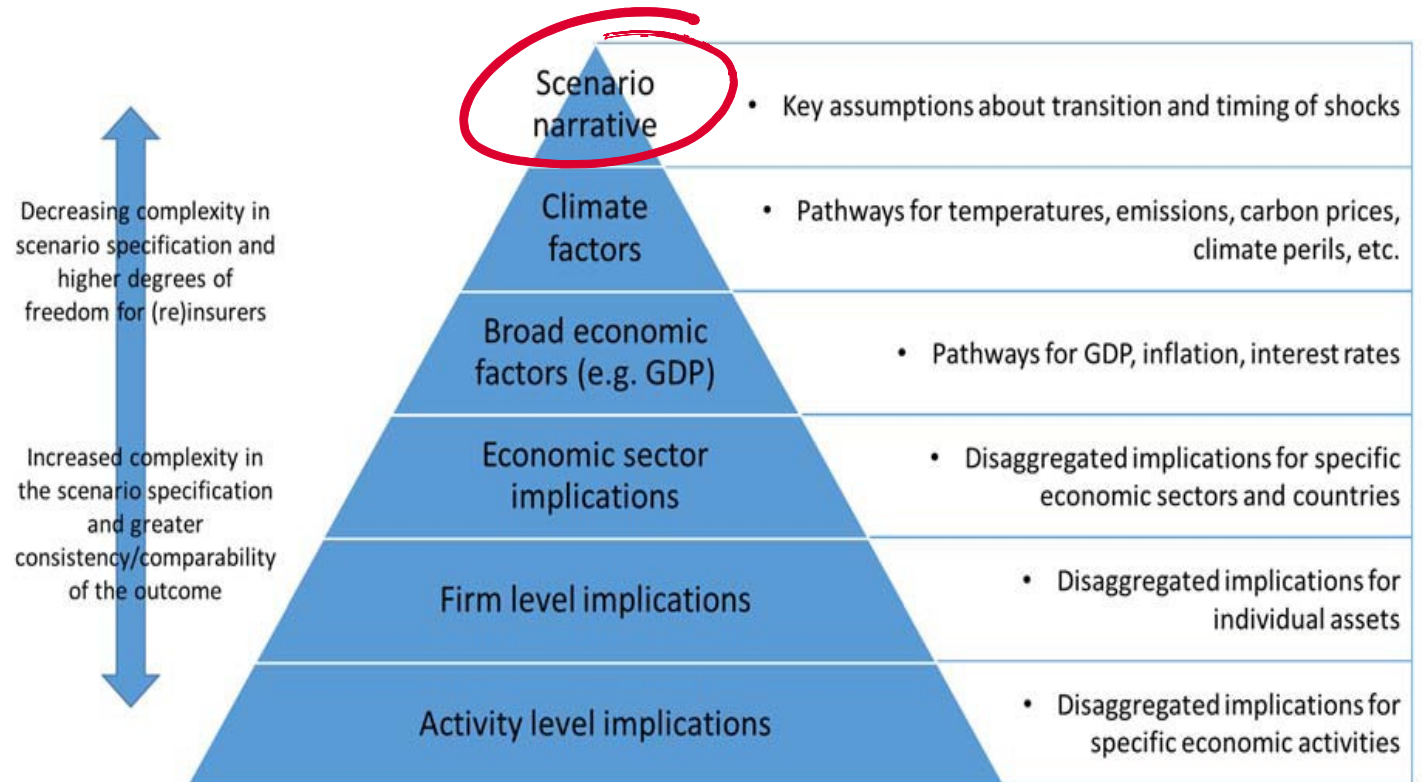 Scenario
narrative
• Key assumptions about transition and timing of shocks
Decreasing complexity in
scenario specification and
higher degrees of
freedom for (re)insurers
Climate
factors
• Pathways for temperatures, emissions, carbon prices,
climate perils, etc.
Broad economic
factors (e.g. GDP)
• Pathways for GDP, inflation, interest rates
Increased complexity in
the scenario specification
and greater
consistency/comparability
of the outcome
Economic sector
implications
• Disaggregated implications for specific
economic sectors and countries
Firm level implications
• Disaggregated implications for
individual assets
Activity level implications
• Disaggregated implications for
specific economic activities